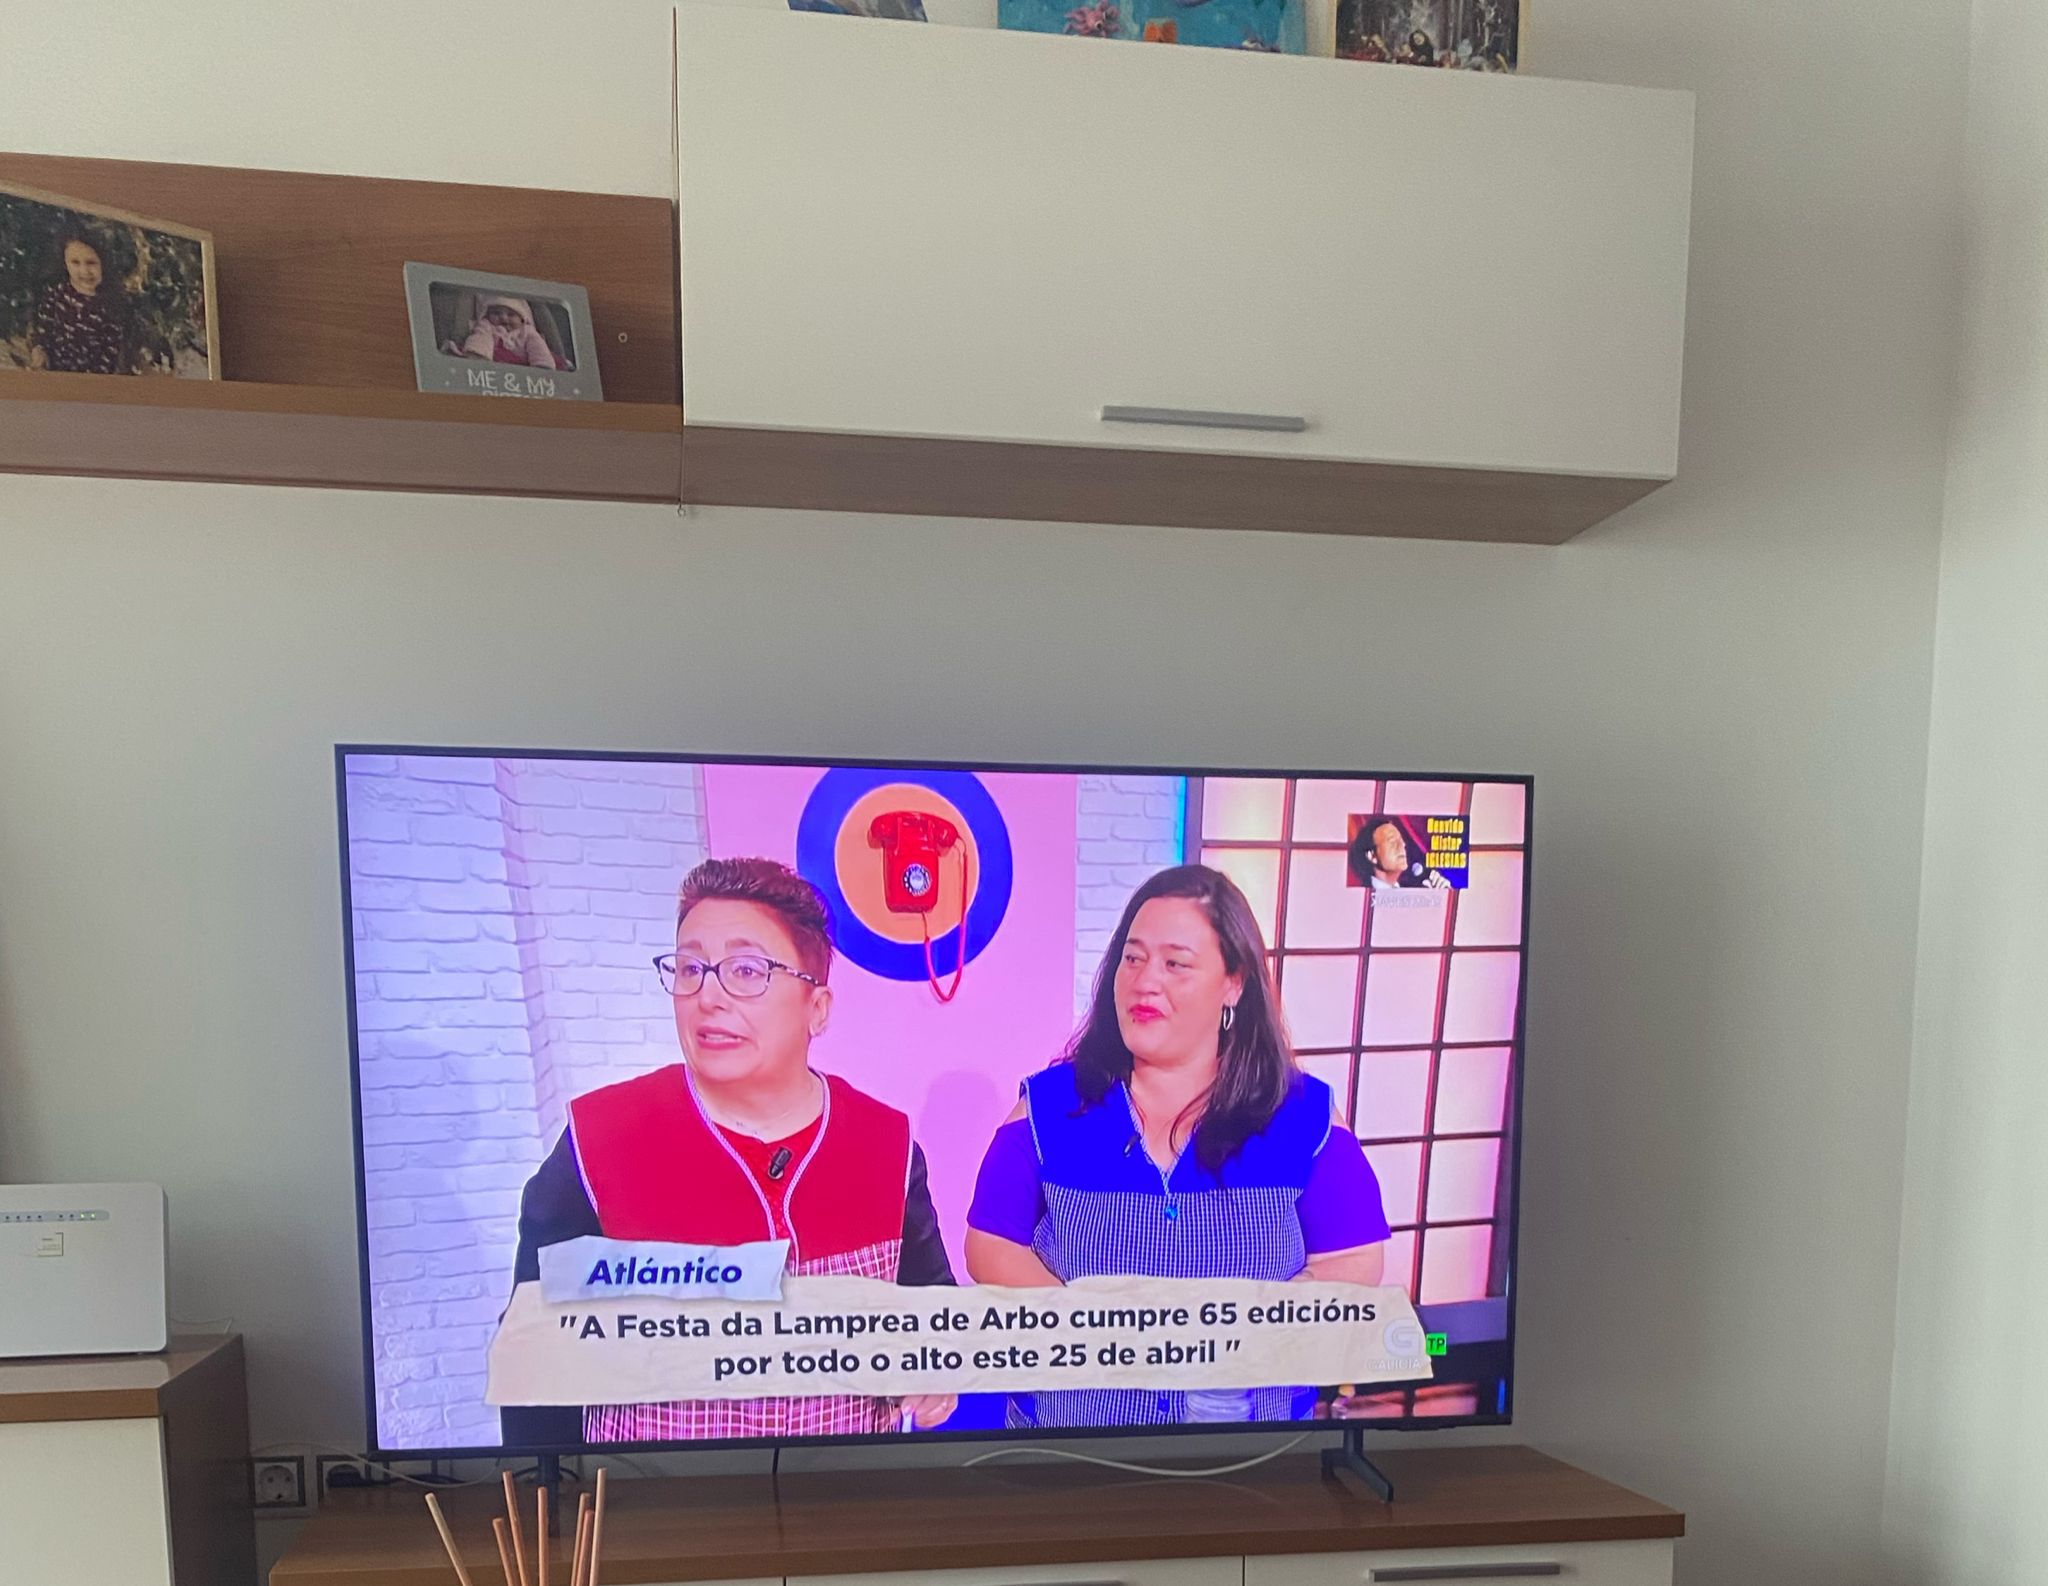 ME & MY
Benvido
Mister
IGLESIAS
Atlántico
"A Festa da Lamprea de Arbo cumpre 65 edicións
por todo o alto este 25 de abril "
G
GALICIA
TP